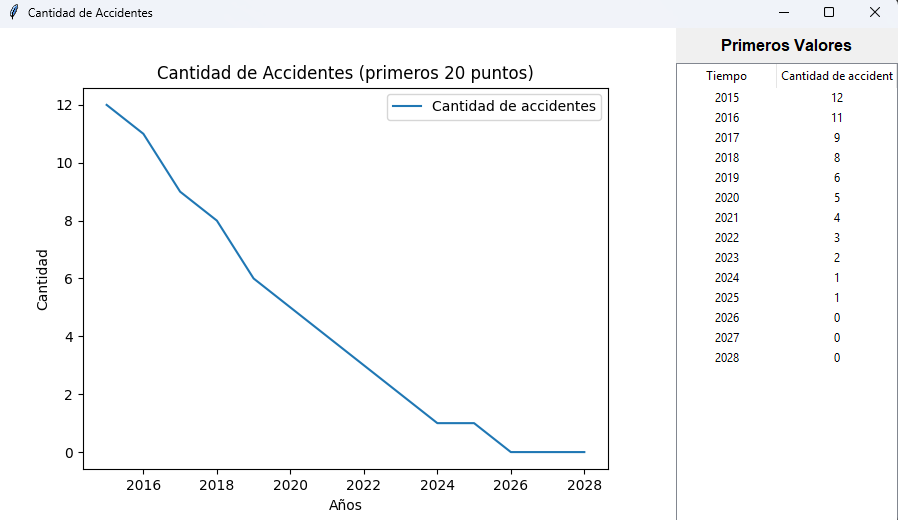 Cantidad de Accidentes
Cantidad de Accidentes (primeros 20 puntos)
Cantidad de accidentes
12
10
8
6
4
2
0
Cantidad
2016 2018 2020 2022 2024 2026 2028
Años
Primeros Valores
Tiempo Cantidad de accident
2015 12
2016 11
2017 9
2018 8
2019 6
2020 5
2021 4
2022 3
2023 2
2024 1
2025 1
2026 0
2027 0
2028 0